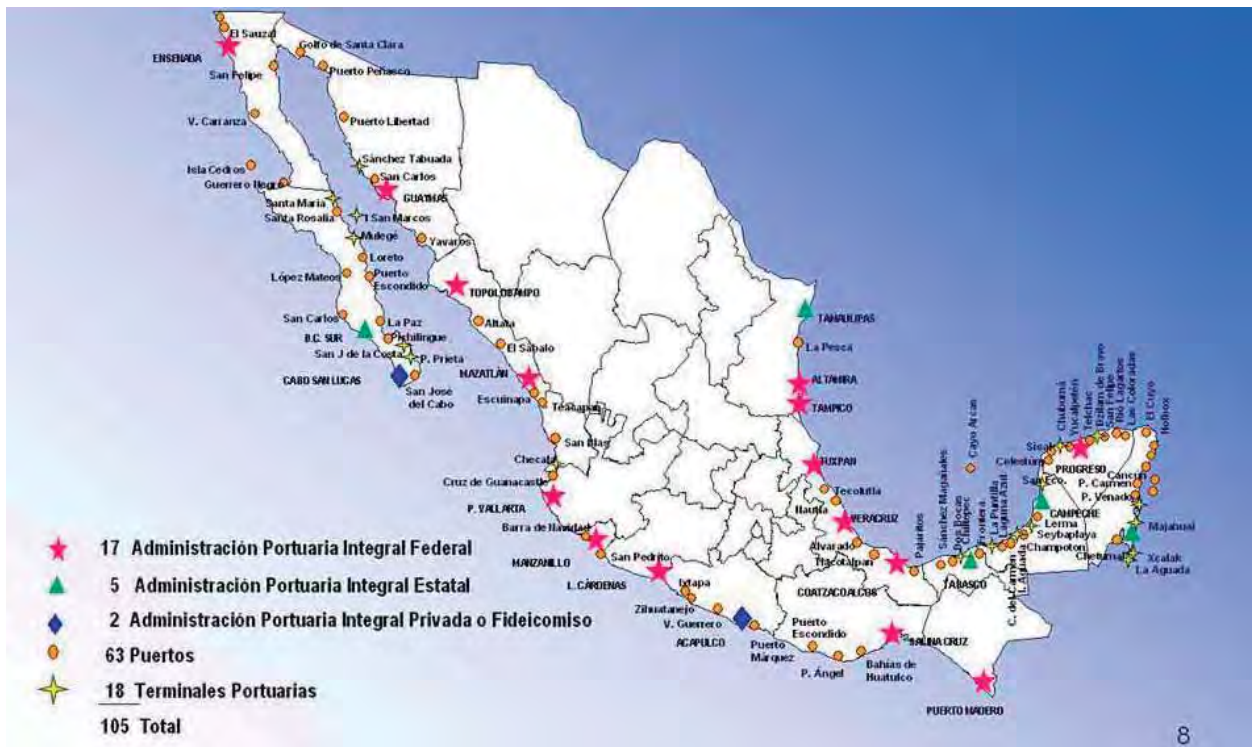 El Sauzal
ENSENADA
Golfo de Santa Clara
San Felipe
Puerto Peñasco
V. Carranza
Puerto Libertad
Isla Cedros
Guerrero Negro
Sánchez Tabuada
San Carlos
GUAYMAS
Santa Maria
Santa Rosalia
I San Marcos
Mulegé
Yavaros
Loreto
López Mateos
Puerto
Escondido
TOPOLOBAMPO
San Carlos
La Paz
Altata
B.C. SUR
Pichilingue
San J de la Costa
P. Prieta
El Sábalo
CABO SAN LUCAS
San José
del Cabo
MAZATLÁN
Escuinapa
Teacapan
San Blas
Chacala
Cruz de Guanacastle
P. VALLARTA
Barra de Navidad
MANZANILLO
San Pedrito
L. CÁRDENAS
Ixtapa
Zihuatanejo
V. Guerrero
ACAPULCO
Puerto
Márquez
Puerto
Escondido
P. Ángel
Bahías de
Huatulco
SALINA CRUZ
PUERTO MADERO
TAMAULIPAS
La Pesca
ALTAMIRA
TAMPICO
TUXPAN
Tecolutla
Nautla
VERACRUZ
Alvarado
Tlacotalpan
COATZACOALCOS
Pajaritos
Sánchez Magallanes
Dos Bocas
Chiltepec
TABASCO
Cayo Arcas
Frontera
La Puntilla
Laguna Azul
C. del Carmen
I. Aguada
Champoton
Seybaplaya
Lerma
CAMPECHE
San Fco.
Celestún
Sisal
Chuburná
Yucalpetén
PROGRESO
Telchac
Dzilam de Bravo
San Felipe
Rio Lagartos
Las Coloradas
El Cuyo
Holbox
Cancún
P. Carmen
P. Venado
Majahual
Chetumal
Xcalak
La Aguada
17 Administración Portuaria Integral Federal
5 Administración Portuaria Integral Estatal
2 Administración Portuaria Integral Privada o Fideicomiso
63 Puertos
18 Terminales Portuarias
105 Total
8